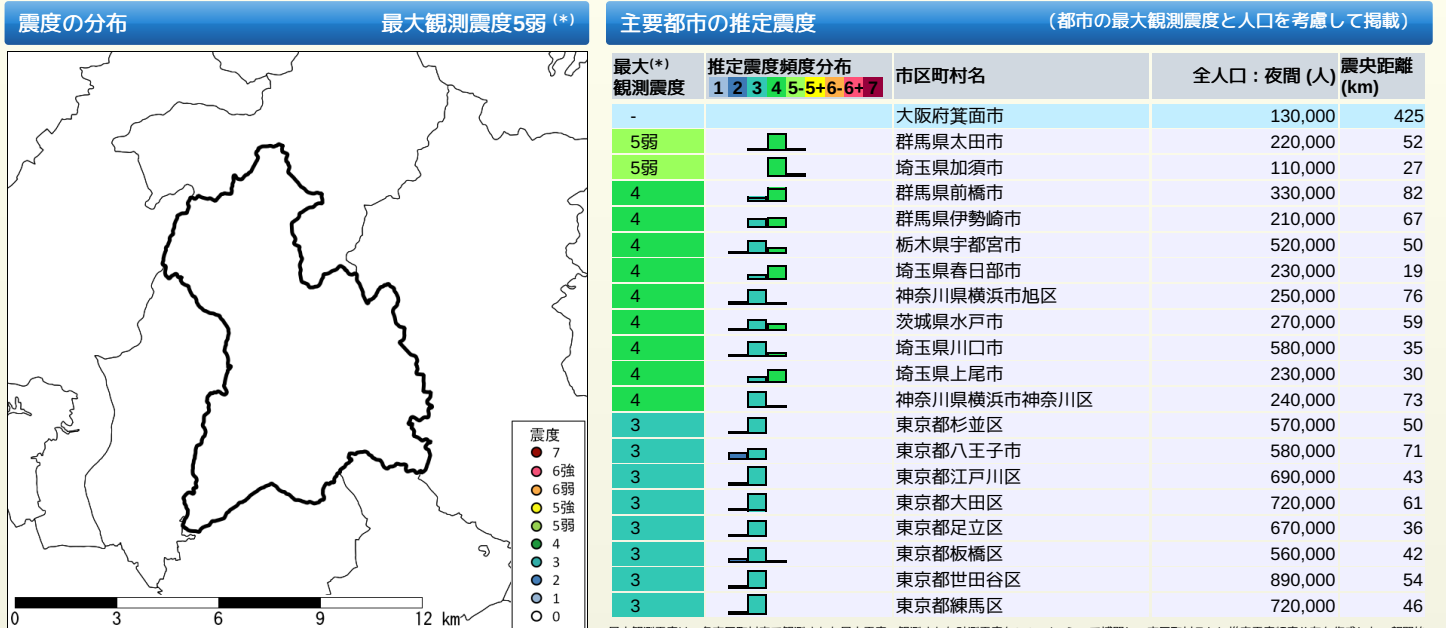 震度の分布 最大観測震度5弱 (*)
震度
7
6強
6弱
5強
5弱
4
3
2
1
0
0 3 6 9 12 km
主要都市の推定震度 （都市の最大観測震度と人口を考慮して掲載）
最大(*) 観測震度 推定震度頻度分布 1 2 3 4 5- 5+ 6- 6+ 7 市区町村名 全人口：夜間 (人) 震央距離 (km)
- 大阪府箕面市 130,000 425
5弱 群馬県太田市 220,000 52
5弱 埼玉県加須市 110,000 27
4 群馬県前橋市 330,000 82
4 群馬県伊勢崎市 210,000 67
4 栃木県宇都宮市 520,000 50
4 埼玉県春日部市 230,000 19
4 神奈川県横浜市旭区 250,000 76
4 茨城県水戸市 270,000 59
4 埼玉県川口市 580,000 35
4 埼玉県上尾市 230,000 30
4 神奈川県横浜市神奈川区 240,000 73
3 東京都杉並区 570,000 50
3 東京都八王子市 580,000 71
3 東京都江戸川区 690,000 43
3 東京都大田区 720,000 61
3 東京都足立区 670,000 36
3 東京都板橋区 560,000 42
3 東京都世田谷区 890,000 54
3 東京都練馬区 720,000 46